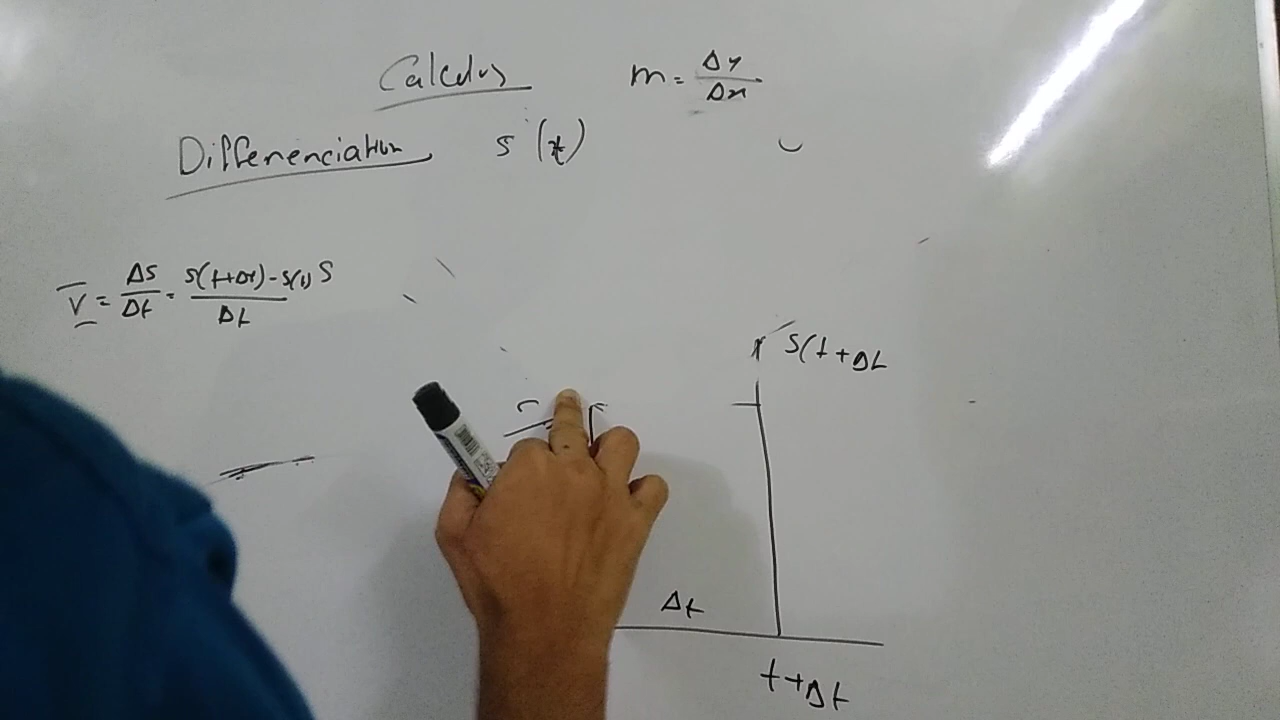 Calculus
m = Δy/Δx
Differenciation s(t)
V̅ = Δs/Δt = s(t+Δt)-s(t) S/Δt
S(t+Δt
Δt
t+Δt